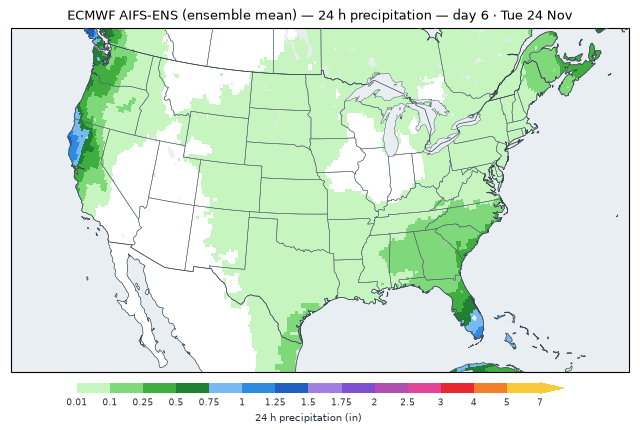 ECMWF AIFS-ENS (ensemble mean) — 24 h precipitation — day 6 · Tue 24 Nov
0.01 0.1 0.25 0.5 0.75 1 1.25 1.5 1.75 2 2.5 3 4 5 7
24 h precipitation (in)